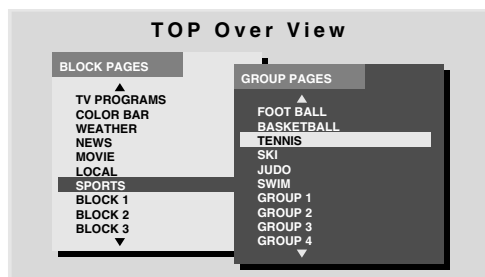 TOP Over View
BLOCK PAGES
TV PROGRAMS
COLOR BAR
WEATHER
NEWS
MOVIE
LOCAL
SPORTS
BLOCK 1
BLOCK 2
BLOCK 3
GROUP PAGES
FOOT BALL
BASKETBALL
TENNIS
SKI
JUDO
SWIM
GROUP 1
GROUP 2
GROUP 3
GROUP 4